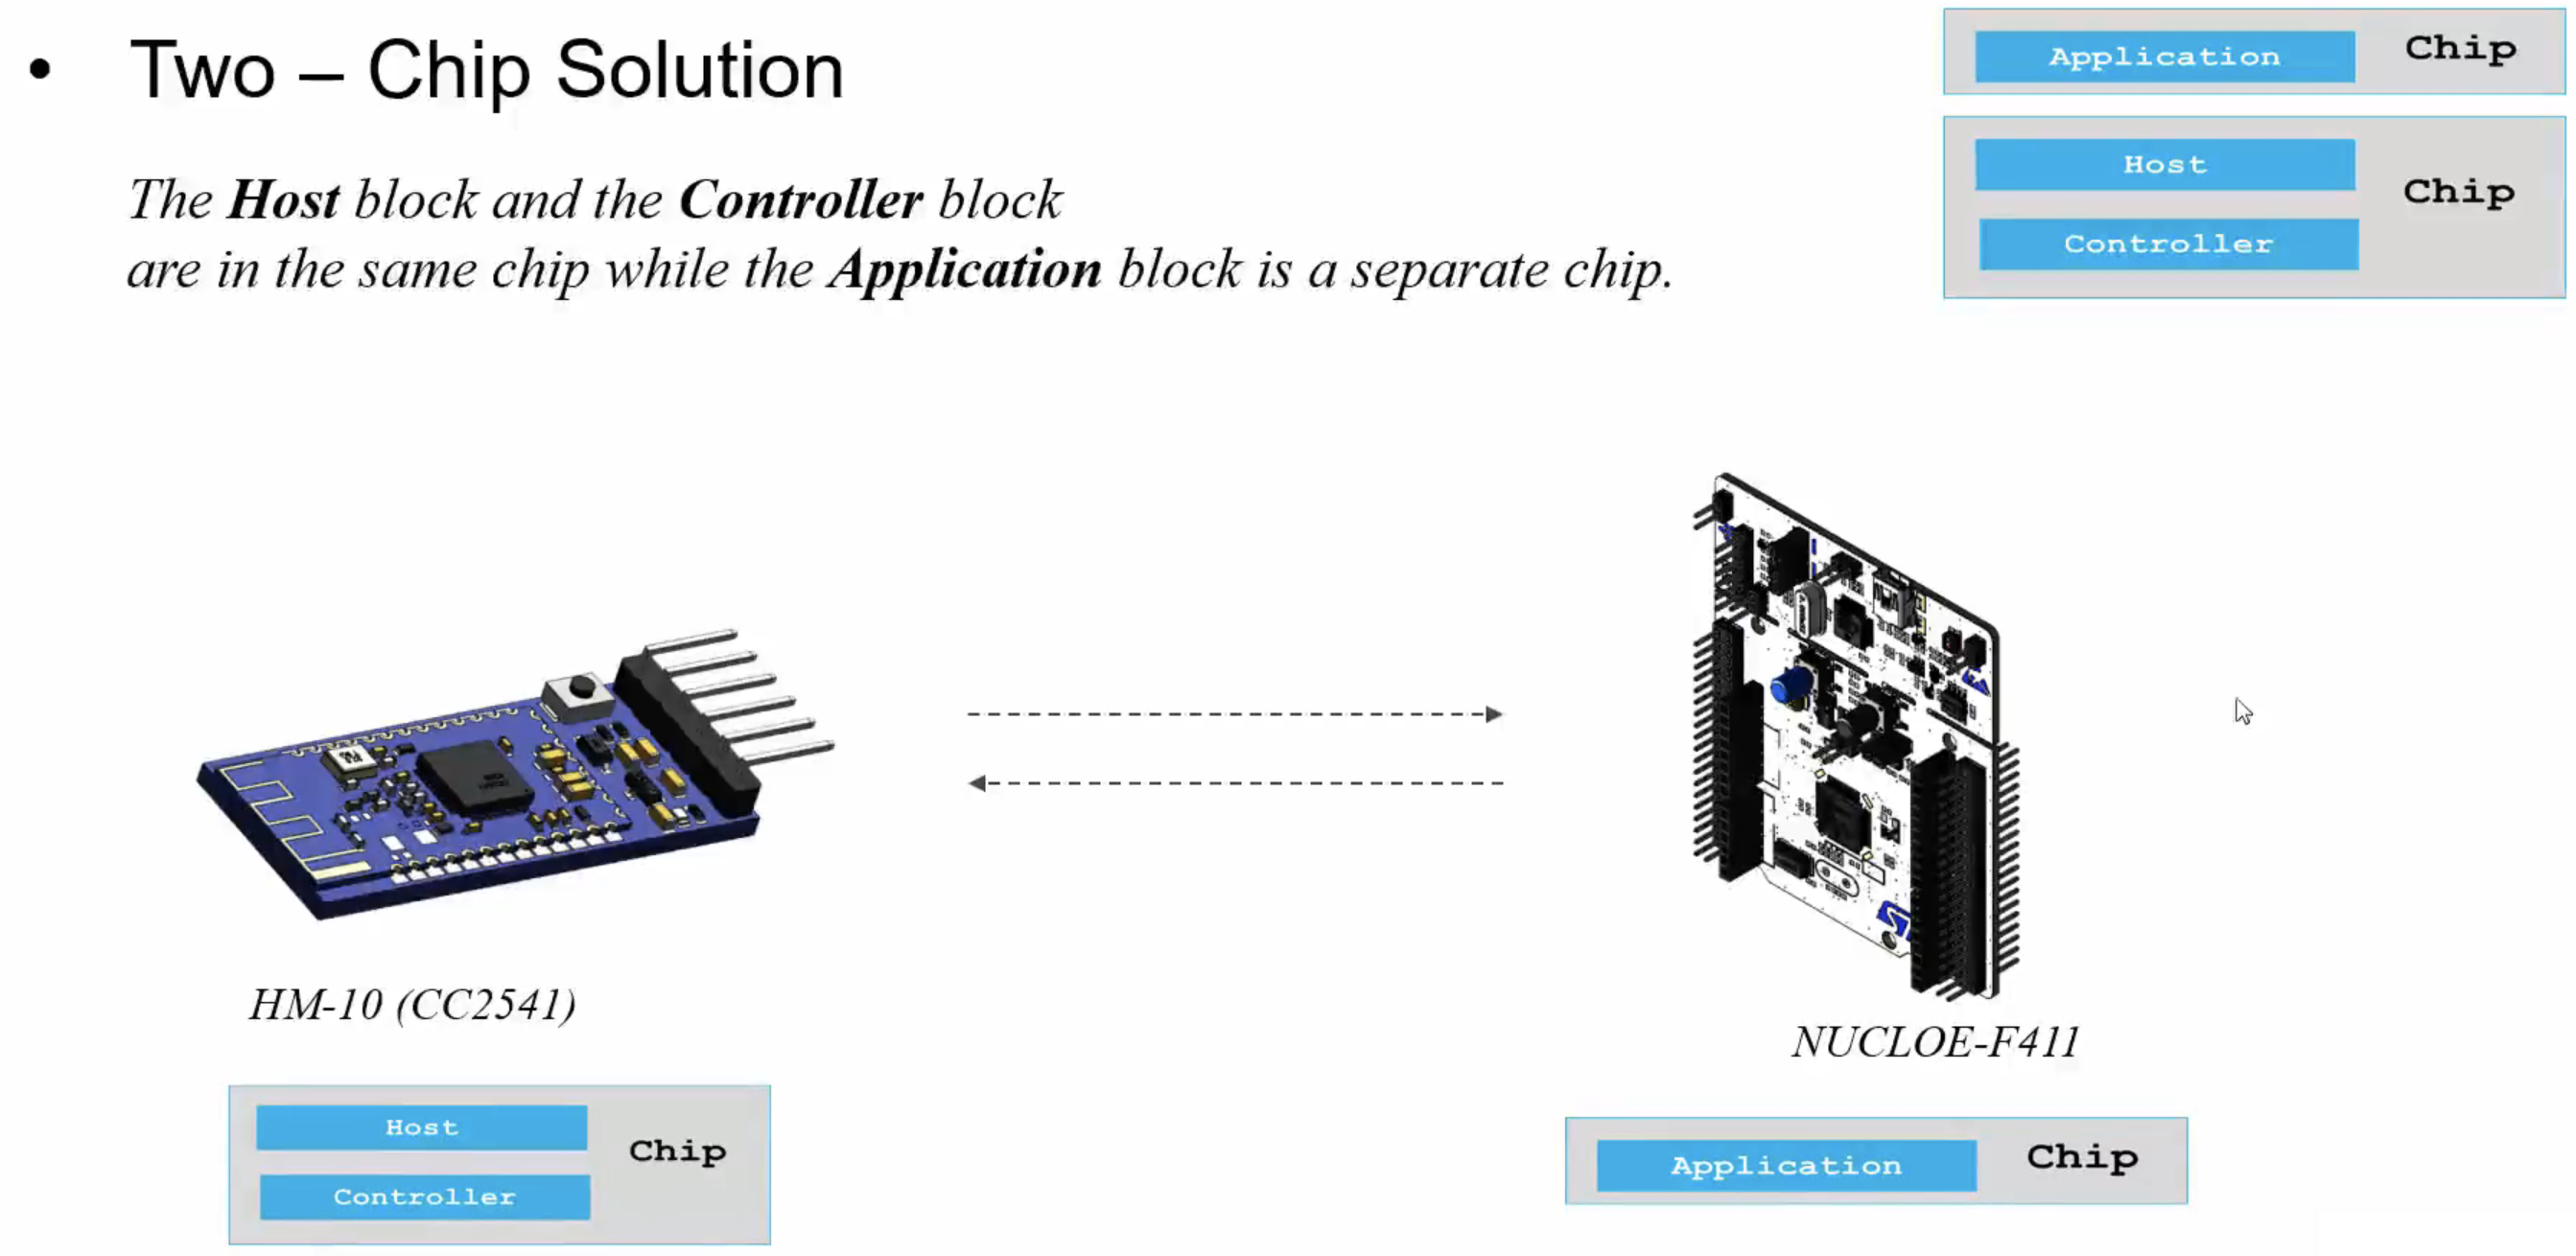 • Two – Chip Solution
The Host block and the Controller block
are in the same chip while the Application block is a separate chip.
Application Chip
Host
Chip
Controller
HM-10 (CC2541)
NUCLOE-F411
Host
Chip
Controller
Application Chip